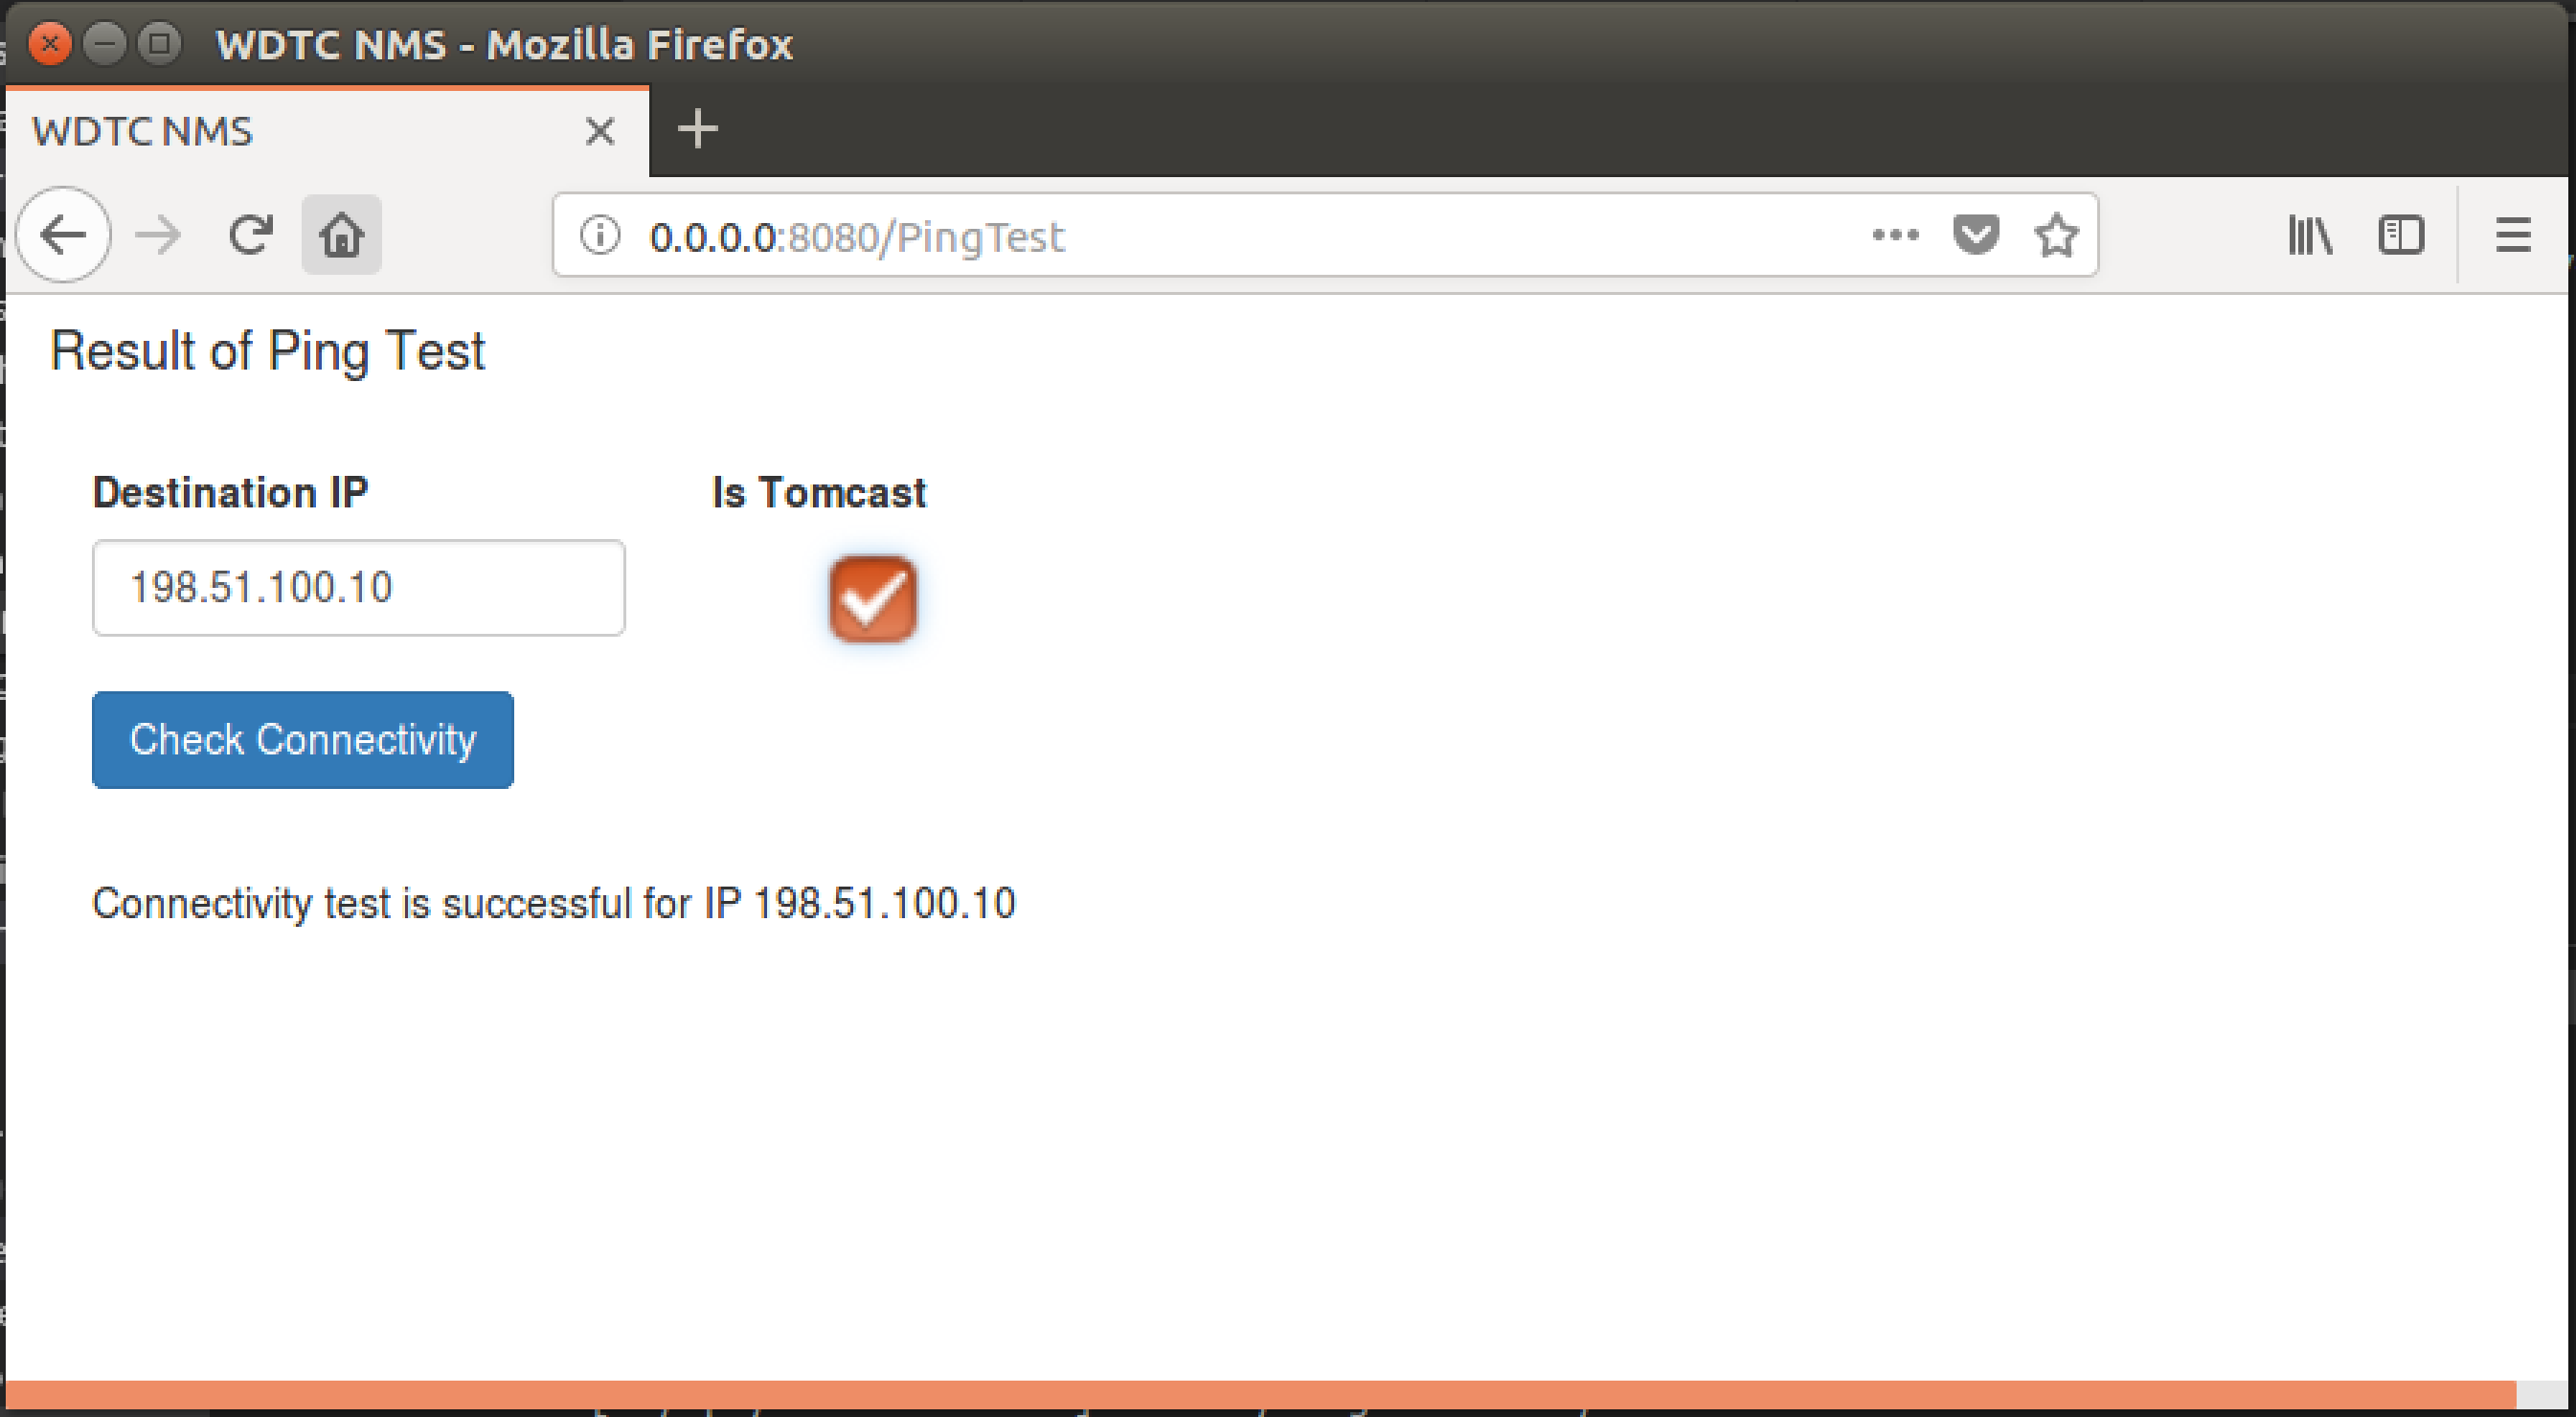 WDTC NMS - Mozilla Firefox
WDTC NMS
0.0.0.0:8080/PingTest
Result of Ping Test
Destination IP
Is Tomcast
198.51.100.10
Check Connectivity
Connectivity test is successful for IP 198.51.100.10